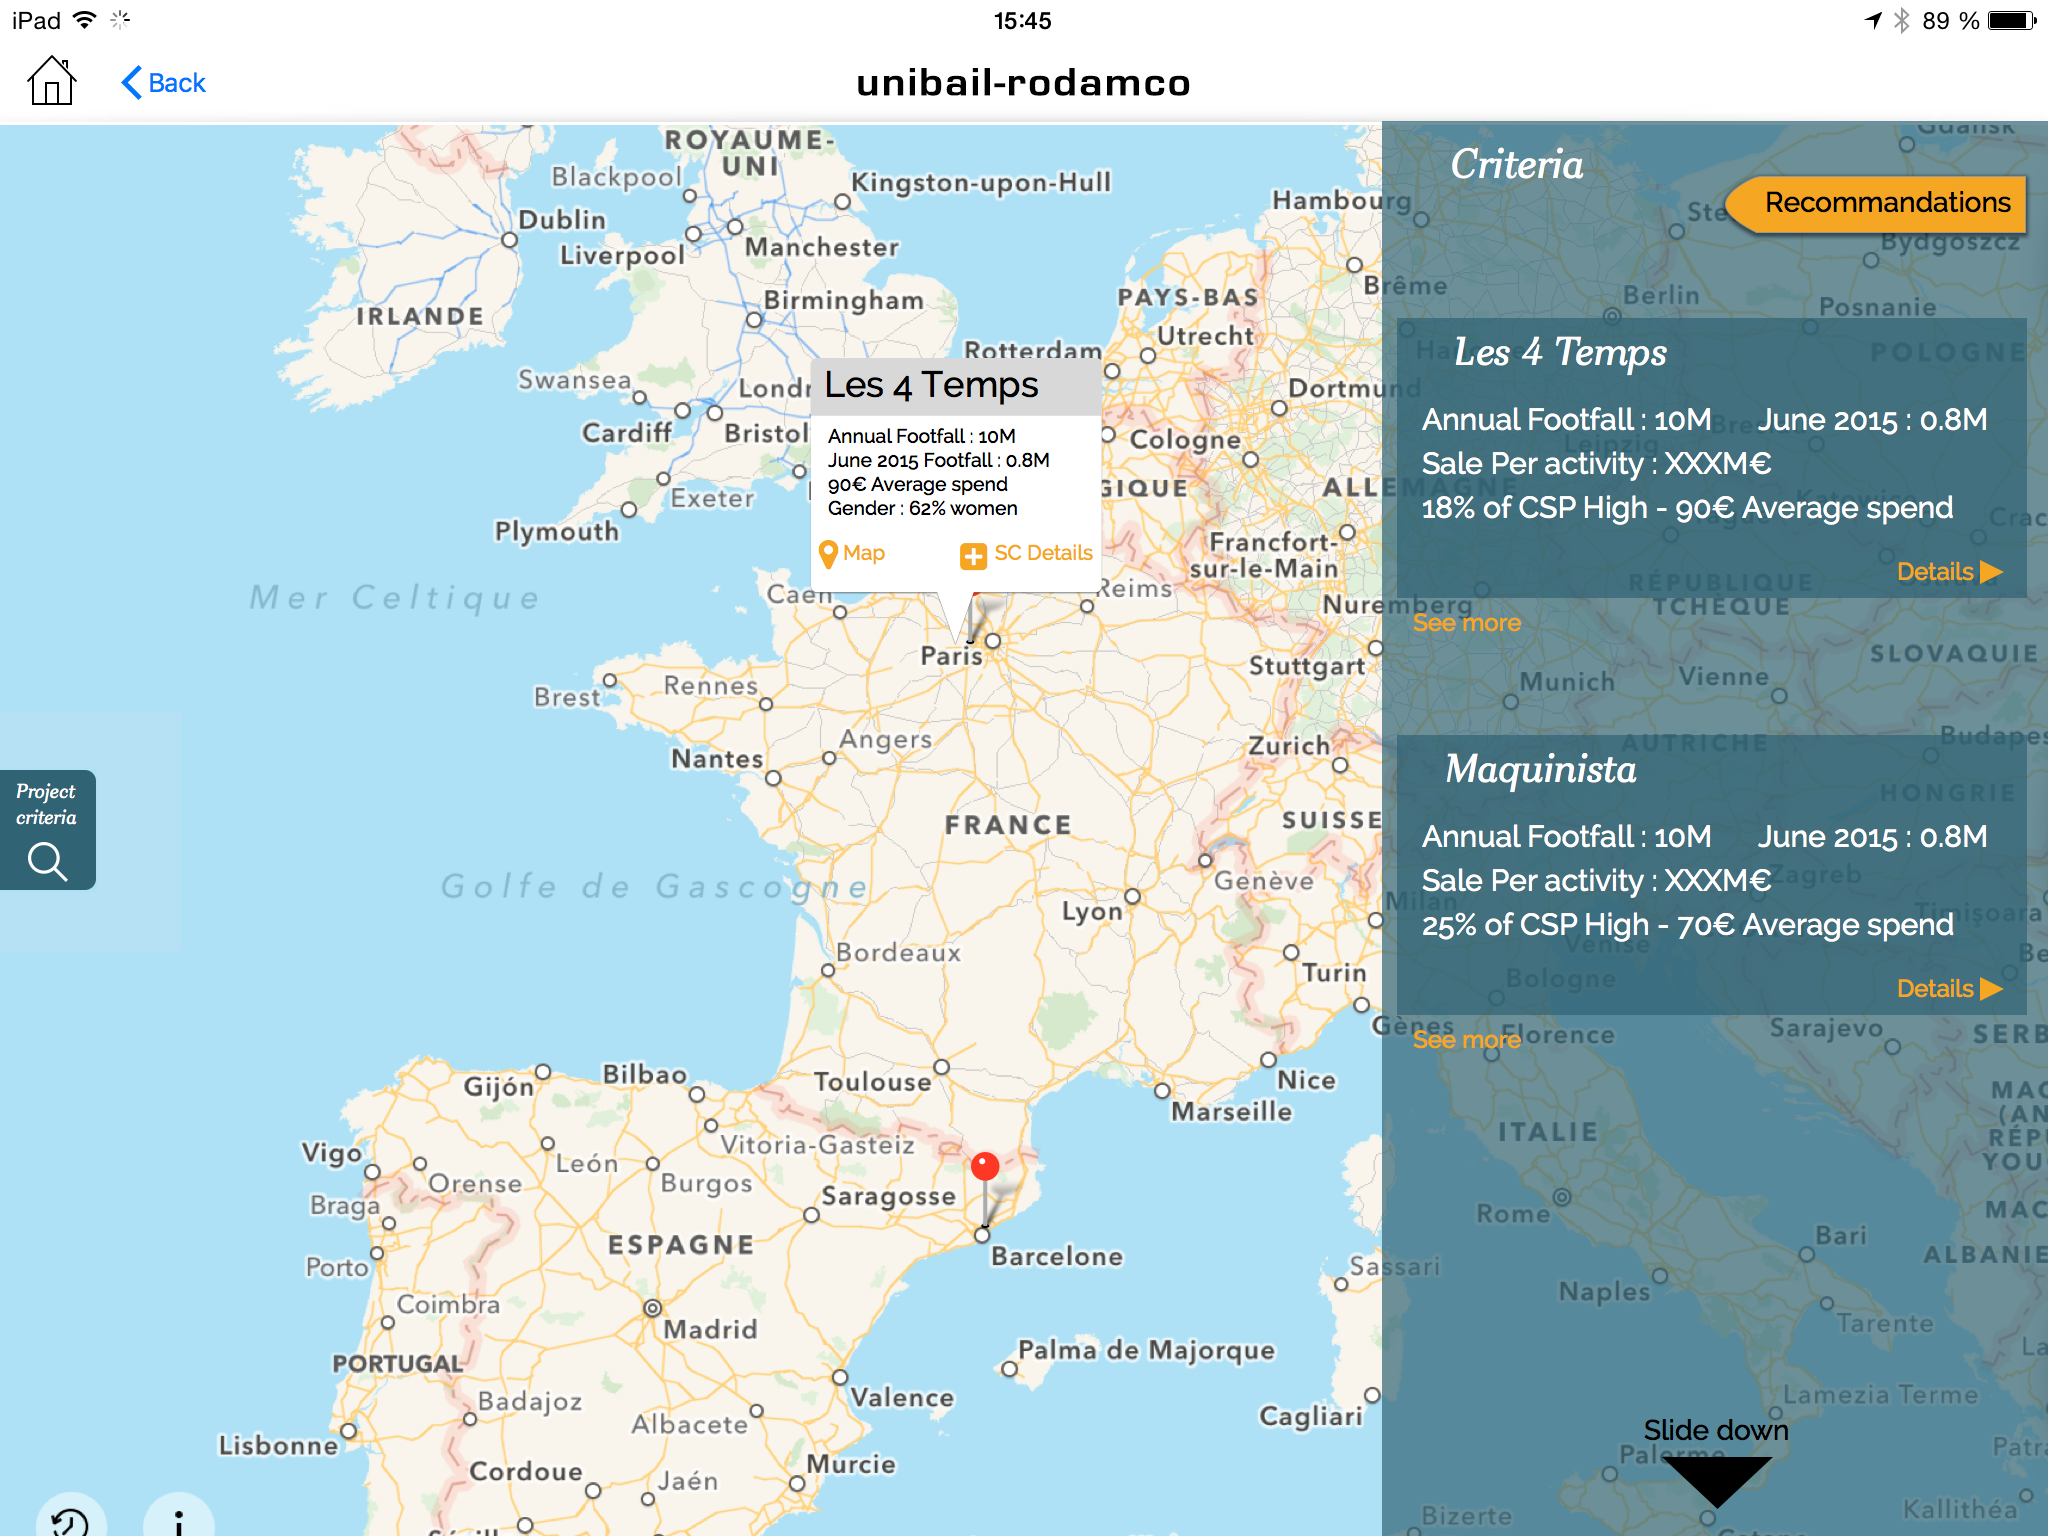 iPad
15:45
89 %
Back
unibail-rodamco
ROYAUME-
UNI
Blackpool
Kingston-upon-Hull
Dublin
Liverpool
Manchester
Birmingham
IRLANDE
Swansea
Cardiff
Bristol
Exeter
Plymouth
Hambourg
Brême
PAYS-BAS
Utrecht
Rotterdam
Dortmund
Cologne
Francfort-
sur-le-Main
Nuremberg
Stuttgart
Zurich
SUISSE
Genève
Turin
Gênes
Nice
Les 4 Temps
Annual Footfall : 10M
June 2015 Footfall : 0.8M
90€ Average spend
Gender : 62% women
Map
SC Details
Mer Celtique
Caen
Reims
Paris
Brest
Rennes
Nantes
Angers
FRANCE
Golfe de Gascogne
Lyon
Bordeaux
Toulouse
Marseille
Gijón
Bilbao
Vitoria-Gasteiz
Vigo
León
Orense
Burgos
Saragosse
Braga
ESPAGNE
Barcelone
Porto
Coimbra
Madrid
PORTUGAL
Palma de Majorque
Valence
Badajoz
Albacete
Lisbonne
Cordoue
Jaén
Murcie
Sassari
Cagliari
Project
criteria
Criteria
Recommandations
Gdańsk
Bydgoszcz
Berlin
Posnanie
POLOGNE
Les 4 Temps
Annual Footfall : 10M June 2015 : 0.8M
Sale Per activity : XXXM€
18% of CSP High - 90€ Average spend
Details
See more
ALLEMAGNE
Leipzig
Katowice
RÉPUBLIQUE
TCHÈQUE
SLOVAQUIE
Munich
Vienne
AUTRICHE
HONGRIE
Maquinista
Annual Footfall : 10M June 2015 : 0.8M
Sale Per activity : XXXM€
25% of CSP High - 70€ Average spend
Details
See more
Zagreb
Milan
Timişoara
Venise
Bologne
Florence
Sarajevo
ITALIE
Rome
Bari
ALBANIE
Naples
Tarente
Lamezia Terme
Slide down
Palerme
Bizerte
Kallithéa